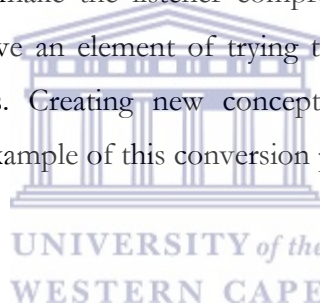 make the listener compr
ve an element of trying t
s. Creating new concept
xample of this conversion p
UNIVERSITY of the
WESTERN CAPE